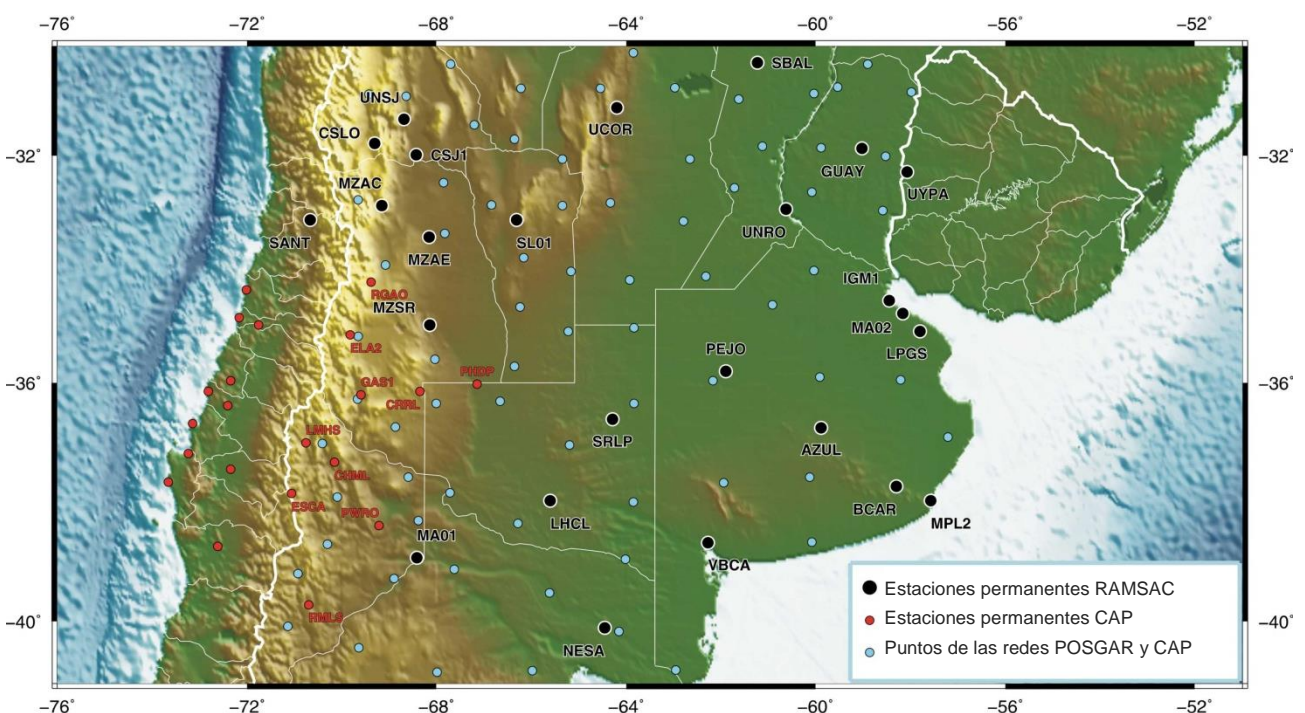 −76° −72° −68° −64° −60° −56° −52°
SBAL
UNSJ
UCOR
CSLO
CSJ1
−32° −32°
GUAY
MZAC
UYPA
SANT
SL01
UNRO
MZAE
IGM1
RGAO
MZSR
MA02
ELA2
LPGS
PEJO
−36° −36°
PHDP
GAS1
CRRL
SRLP
LMHS
AZUL
CHML
ESCA
LHCL
BCAR
MPL2
PWRO
MA01
VBCA
Estaciones permanentes RAMSAC
Estaciones permanentes CAP
Puntos de las redes POSGAR y CAP
RMLS
−40° −40°
NESA
−76° −72° −68° −64° −60° −56° −52°